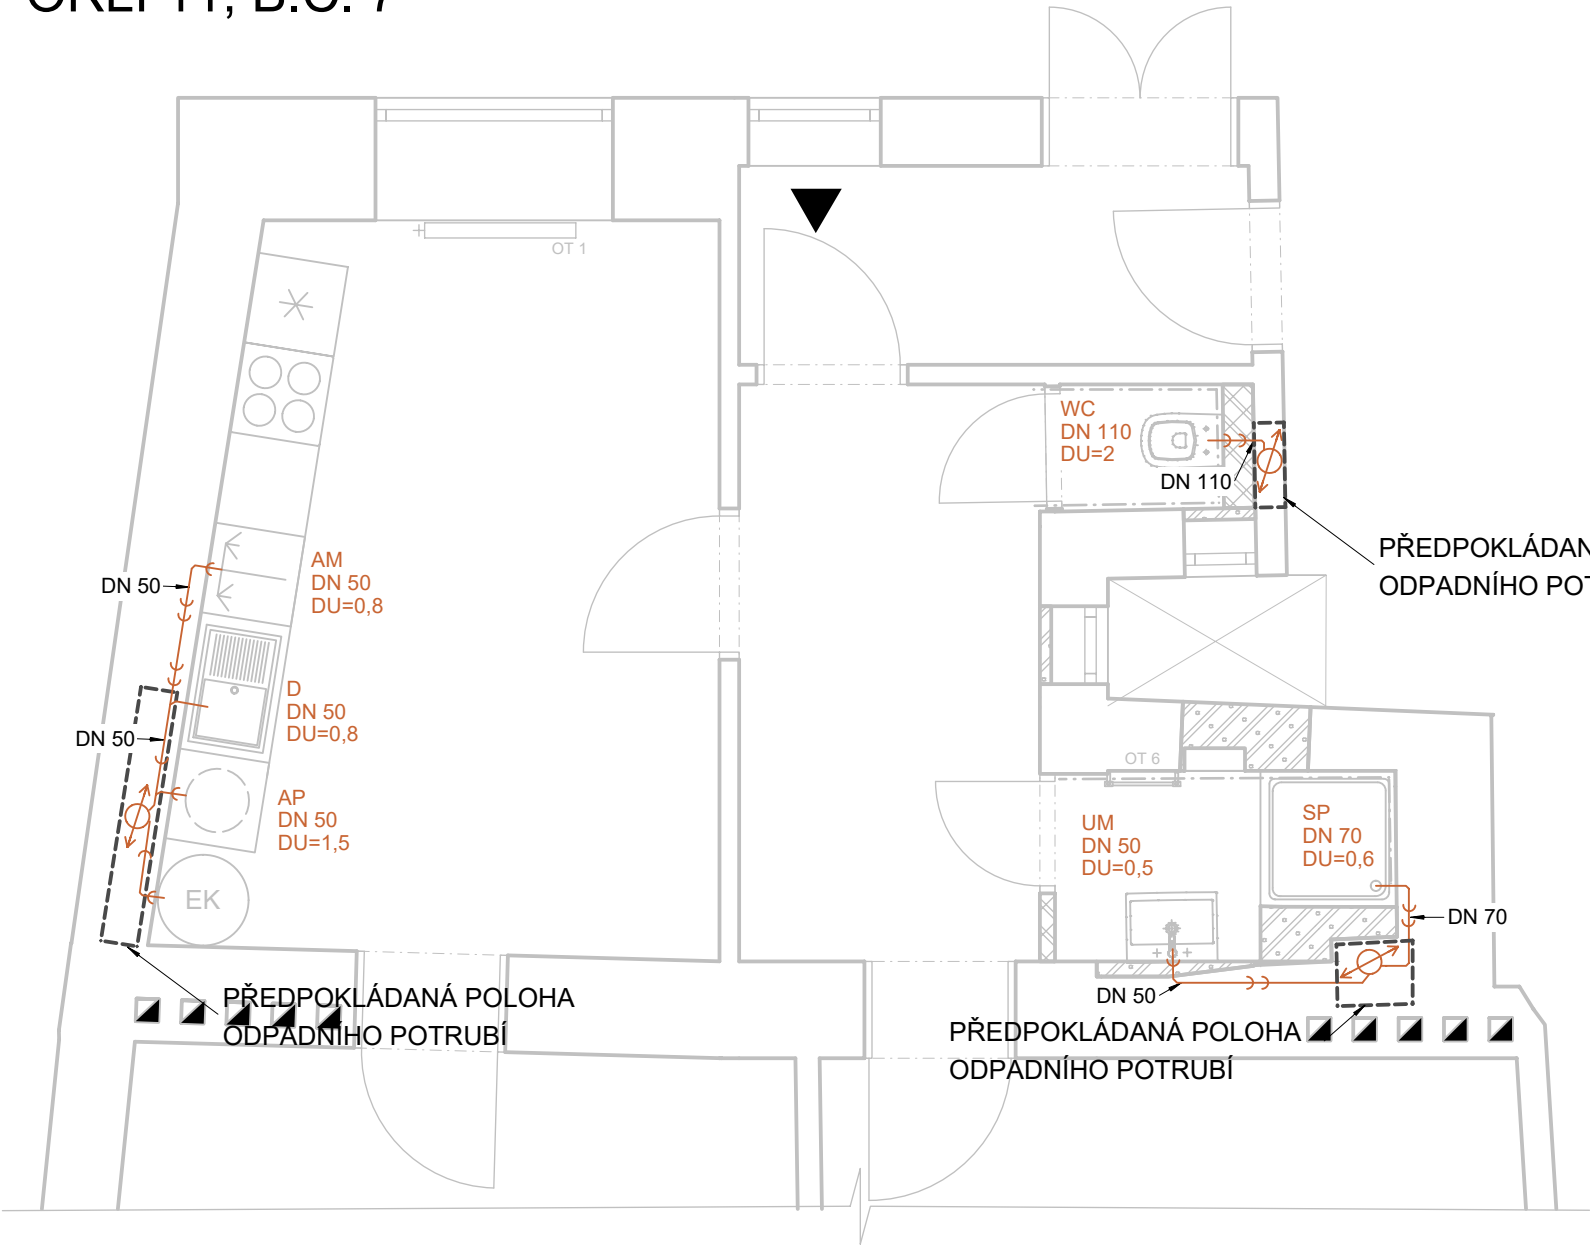 OT 1
WC
DN 110
DU=2
DN 110
PŘEDPOKLÁDAN
ODPADNÍHO POT
AM
DN 50
DU=0,8
DN 50
D
DN 50
DU=0,8
DN 50
OT 6
AP
DN 50
DU=1,5
UM
DN 50
DU=0,5
SP
DN 70
DU=0,6
EK
DN 70
DN 50
PŘEDPOKLÁDANÁ POLOHA
ODPADNÍHO POTRUBÍ
PŘEDPOKLÁDANÁ POLOHA
ODPADNÍHO POTRUBÍ